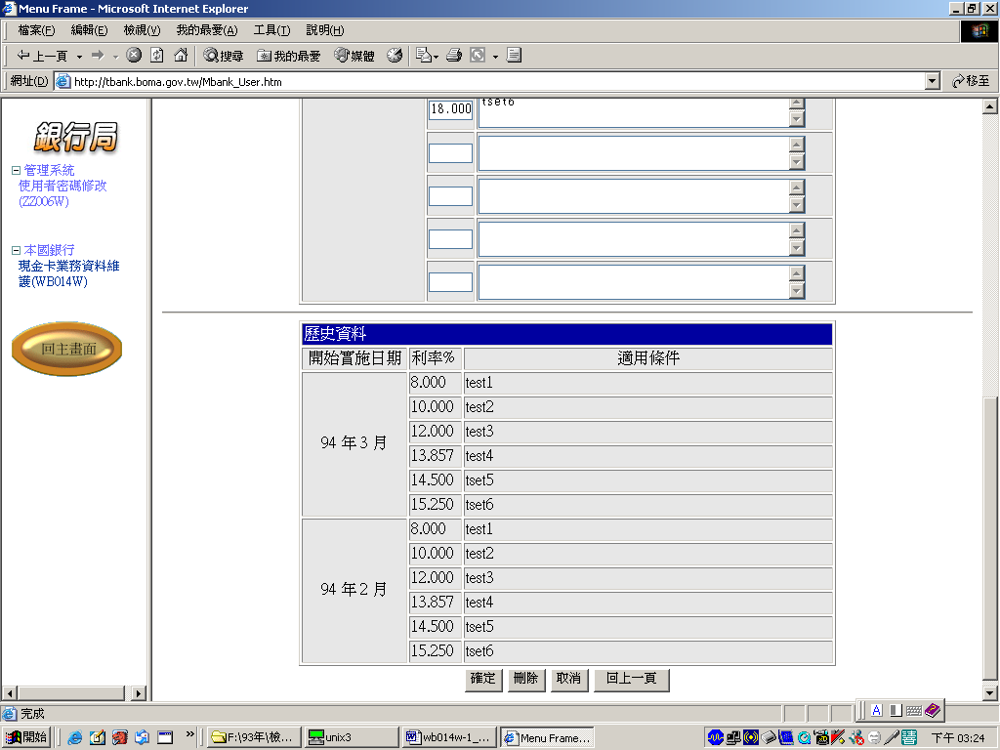 Menu Frame - Microsoft Internet Explorer
檔案(F) 編輯(E) 檢視(V) 我的最愛(A) 工具(T) 說明(H)
上一頁 搜尋 我的最愛 媒體
網址(D) http://tbank.boma.gov.tw/Mbank_User.htm 移至
銀行局
管理系統
使用者密碼修改
(ZZ006W)
本國銀行
現金卡業務資料維
護(WB014W)
回主畫面
18.000 tset6
歷史資料
開始實施日期 利率% 適用條件
94 年 3 月
8.000 test1
10.000 test2
12.000 test3
13.857 test4
14.500 tset5
15.250 tset6
94 年 2 月
8.000 test1
10.000 test2
12.000 test3
13.857 test4
14.500 tset5
15.250 tset6
確定 刪除 取消 回上一頁
完成
A
開始 F:\93年\檢... unix3 wb014w-1_... Menu Frame... 下午 03:24